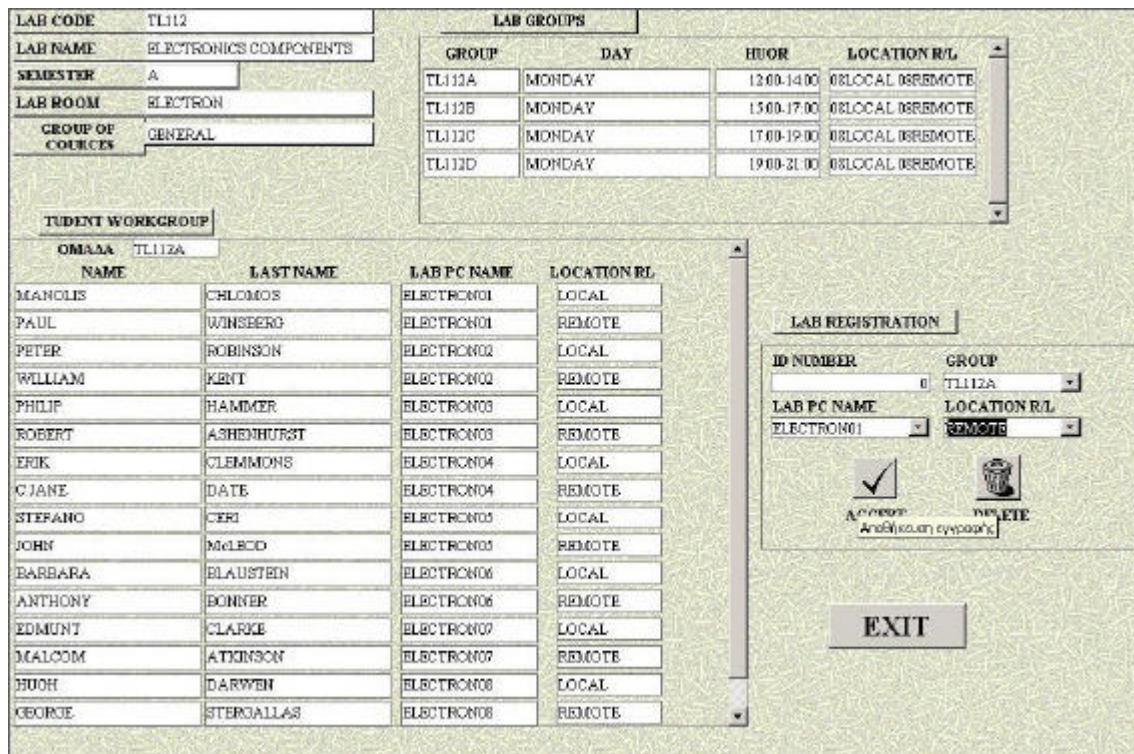 LAB CODE TL112
LAB NAME ELECTRONICS COMPONENTS
SEMESTER A
LAB ROOM ELECTRON
GROUP OF COURCES GENERAL
LAB GROUPS
GROUP DAY HUOR LOCATION R/L
TL112A MONDAY 12:00-14:00 08LOCAL 08REMOTE
TL112B MONDAY 15:00-17:00 08LOCAL 08REMOTE
TL112C MONDAY 17:00-19:00 08LOCAL 08REMOTE
TL112D MONDAY 19:00-21:00 08LOCAL 08REMOTE
TUDENT WORKGROUP
ΟΜΑΔΑ TL112A
NAME LAST NAME LAB PC NAME LOCATION RL
MANOLIS CHLOMOS ELECTRON01 LOCAL
PAUL WINSBERG ELECTRON01 REMOTE
PETER ROBINSON ELECTRON02 LOCAL
WILLIAM KENT ELECTRON02 REMOTE
PHILIP HAMMER ELECTRON03 LOCAL
ROBERT ASHENHURST ELECTRON03 REMOTE
ERIK CLEMMONS ELECTRON04 LOCAL
C JANE DATE ELECTRON04 REMOTE
STEFANO CERI ELECTRON05 LOCAL
JOHN McLEOD ELECTRON05 REMOTE
BARBARA BLAUSTEIN ELECTRON06 LOCAL
ANTHONY BONNER ELECTRON06 REMOTE
EDMUNT CLARKE ELECTRON07 LOCAL
MALCOM ATKINSON ELECTRON07 REMOTE
HUGH DARWEN ELECTRON08 LOCAL
GEORGE STERGALLAS ELECTRON08 REMOTE
LAB REGISTRATION
ID NUMBER GROUP
0 TL112A
LAB PC NAME LOCATION R/L
ELECTRON01 REMOTE
ACCEPT DELETE
Αποθήκευση εγγραφής
EXIT